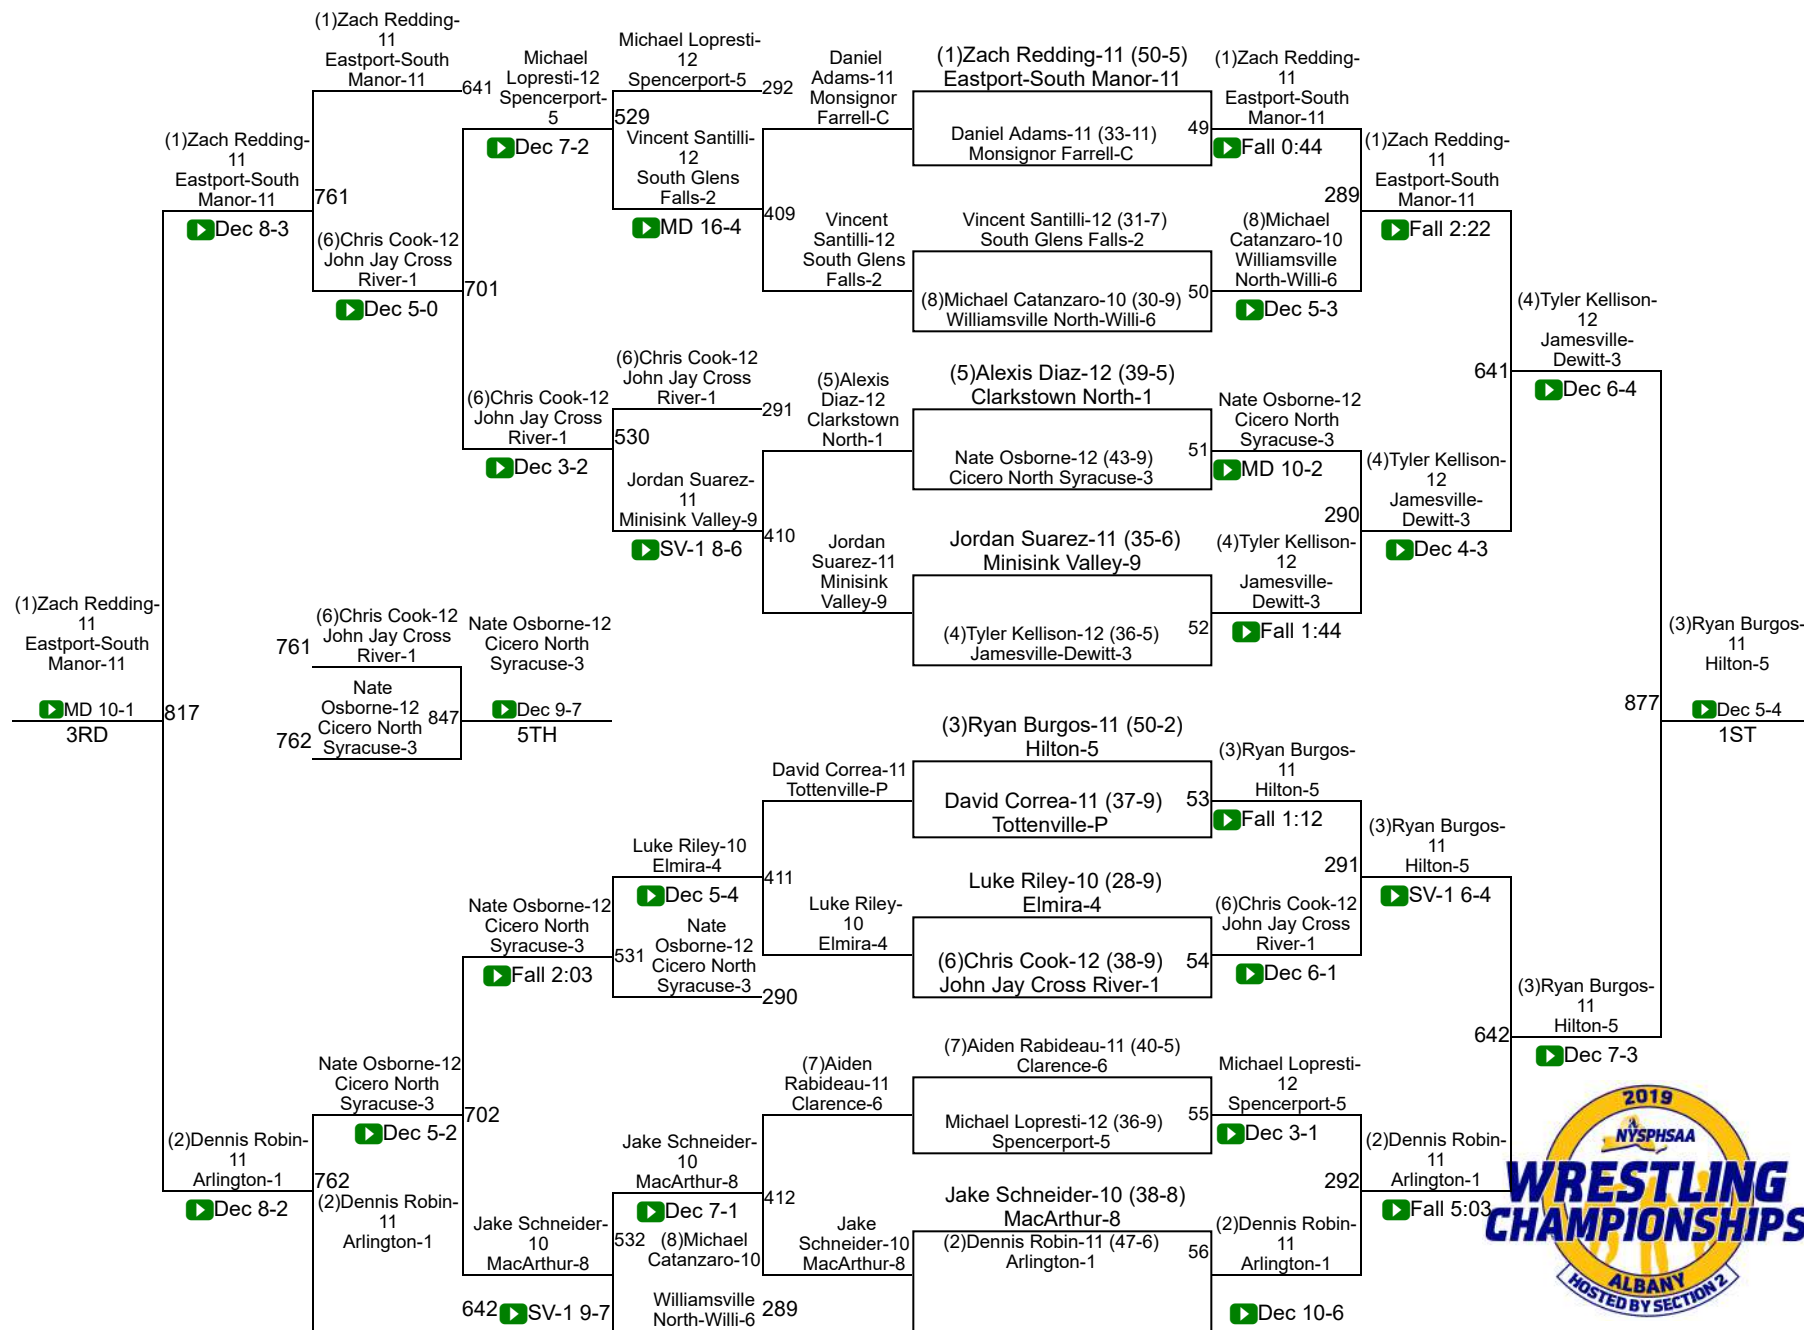 (1)Zach Redding-
11
Eastport-South
Manor-11
641
Michael
Lopresti-12
Spencerport-
5
Dec 7-2
Michael Lopresti-
12
Spencerport-5
292
529
Vincent Santilli-
12
South Glens
Falls-2
MD 16-4
409
Daniel
Adams-11
Monsignor
Farrell-C
Vincent
Santilli-12
South Glens
Falls-2
(1)Zach Redding-11 (50-5)
Eastport-South Manor-11
Daniel Adams-11 (33-11)
Monsignor Farrell-C
49
Vincent Santilli-12 (31-7)
South Glens Falls-2
(8)Michael Catanzaro-10 (30-9)
Williamsville North-Willi-6
50
(1)Zach Redding-
11
Eastport-South
Manor-11
Fall 0:44
289
(8)Michael
Catanzaro-10
Williamsville
North-Willi-6
Dec 5-3
(1)Zach Redding-
11
Eastport-South
Manor-11
Fall 2:22
(1)Zach Redding-
11
Eastport-South
Manor-11
Dec 8-3
761
(6)Chris Cook-12
John Jay Cross
River-1
Dec 5-0
701
(6)Chris Cook-12
John Jay Cross
River-1
Dec 3-2
(6)Chris Cook-12
John Jay Cross
River-1
291
530
Jordan Suarez-
11
Minisink Valley-9
SV-1 8-6
410
(5)Alexis
Diaz-12
Clarkstown
North-1
Jordan
Suarez-11
Minisink
Valley-9
(5)Alexis Diaz-12 (39-5)
Clarkstown North-1
Nate Osborne-12 (43-9)
Cicero North Syracuse-3
51
Jordan Suarez-11 (35-6)
Minisink Valley-9
(4)Tyler Kellison-12 (36-5)
Jamesville-Dewitt-3
52
Nate Osborne-12
Cicero North
Syracuse-3
MD 10-2
290
(4)Tyler Kellison-
12
Jamesville-
Dewitt-3
Fall 1:44
(4)Tyler Kellison-
12
Jamesville-
Dewitt-3
Dec 4-3
641
(4)Tyler Kellison-
12
Jamesville-
Dewitt-3
Dec 6-4
(1)Zach Redding-
11
Eastport-South
Manor-11
MD 10-1
3RD
817
761
(6)Chris Cook-12
John Jay Cross
River-1
762
Nate
Osborne-12
Cicero North
Syracuse-3
847
Nate Osborne-12
Cicero North
Syracuse-3
Dec 9-7
5TH
877
(3)Ryan Burgos-
11
Hilton-5
Dec 5-4
1ST
David Correa-11
Tottenville-P
(3)Ryan Burgos-11 (50-2)
Hilton-5
David Correa-11 (37-9)
Tottenville-P
53
(3)Ryan Burgos-
11
Hilton-5
Fall 1:12
Luke Riley-10
Elmira-4
Dec 5-4
411
Luke Riley-
10
Elmira-4
Luke Riley-10 (28-9)
Elmira-4
(6)Chris Cook-12 (38-9)
John Jay Cross River-1
54
291
(6)Chris Cook-12
John Jay Cross
River-1
Dec 6-1
(3)Ryan Burgos-
11
Hilton-5
SV-1 6-4
Nate Osborne-12
Cicero North
Syracuse-3
Fall 2:03
531
Nate
Osborne-12
Cicero North
Syracuse-3
290
642
(3)Ryan Burgos-
11
Hilton-5
Dec 7-3
Nate Osborne-12
Cicero North
Syracuse-3
Dec 5-2
702
(7)Aiden
Rabideau-11
Clarence-6
(7)Aiden Rabideau-11 (40-5)
Clarence-6
Michael Lopresti-12 (36-9)
Spencerport-5
55
Michael Lopresti-
12
Spencerport-5
Dec 3-1
(2)Dennis Robin-
11
Arlington-1
Dec 8-2
762
(2)Dennis Robin-
11
Arlington-1
642
Jake Schneider-
10
MacArthur-8
SV-1 9-7
Jake Schneider-
10
MacArthur-8
Dec 7-1
412
532
(8)Michael
Catanzaro-10
Williamsville
North-Willi-6
289
Jake
Schneider-10
MacArthur-8
Jake Schneider-10 (38-8)
MacArthur-8
(2)Dennis Robin-11 (47-6)
Arlington-1
56
292
(2)Dennis Robin-
11
Arlington-1
Dec 10-6
(2)Dennis Robin-
11
Arlington-1
Fall 5:03
2019
NYSPHSAA
WRESTLING
CHAMPIONSHIPS
ALBANY
HOSTED BY SECTION 2